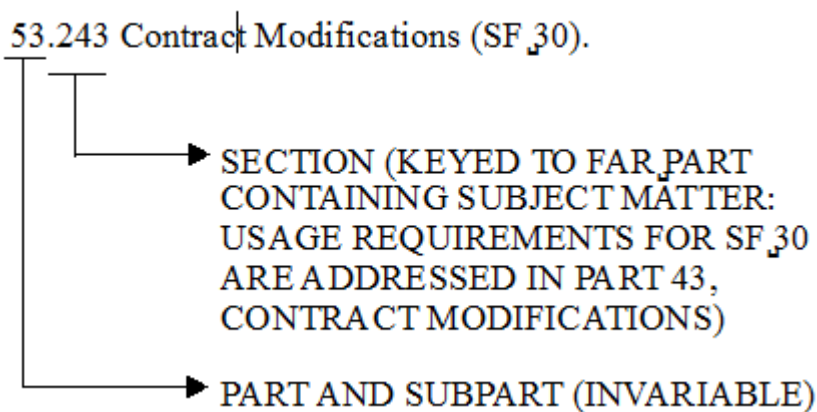 53.243 Contract Modifications (SF 30).
SECTION (KEYED TO FAR PART
CONTAINING SUBJECT MATTER:
USAGE REQUIREMENTS FOR SF 30
ARE ADDRESSED IN PART 43,
CONTRACT MODIFICATIONS)
PART AND SUBPART (INVARIABLE)